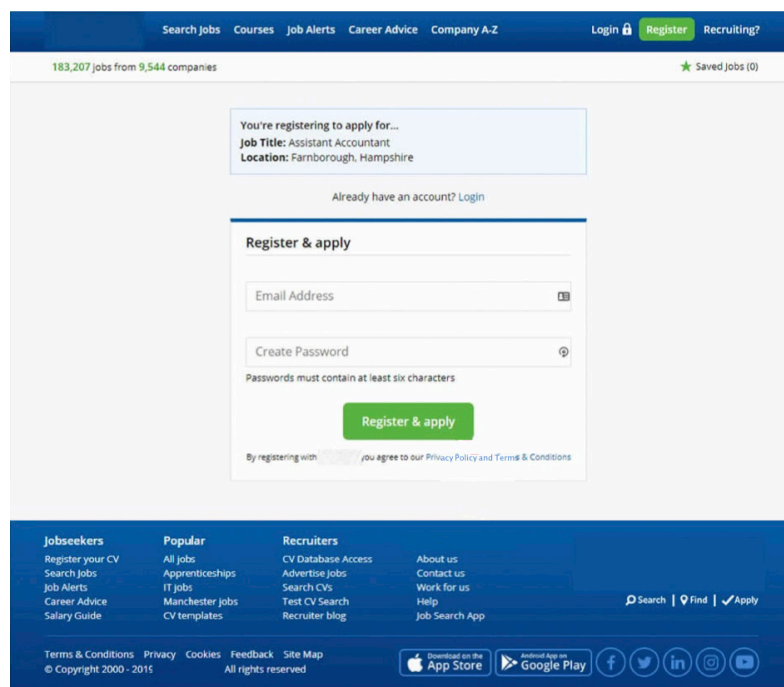 Search Jobs Courses Job Alerts Career Advice Company A-Z Login Register Recruiting?
183,207 jobs from 9,544 companies Saved Jobs (0)
You're registering to apply for...
Job Title: Assistant Accountant
Location: Farnborough, Hampshire
Already have an account? Login
Register & apply
Email Address
Create Password
Passwords must contain at least six characters
Register & apply
By registering with you agree to our Privacy Policy and Terms & Conditions
Jobseekers Popular Recruiters
Register your CV All jobs CV Database Access About us
Search Jobs Apprenticeships Advertise Jobs Contact us
Job Alerts IT jobs Search CVs Work for us
Career Advice Manchester jobs Test CV Search Help
Salary Guide CV templates Recruiter blog Job Search App
Search | Find | Apply
Terms & Conditions Privacy Cookies Feedback Site Map
© Copyright 2000 - 2019 All rights reserved
Download on the
App Store
Android App on
Google Play